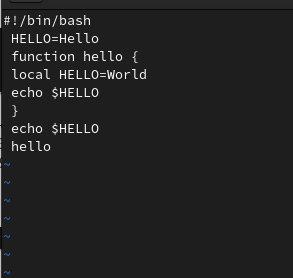 #!/bin/bash
HELLO=Hello
function hello {
local HELLO=World
echo $HELLO
}
echo $HELLO
hello
~
~
~
~
~
~
~